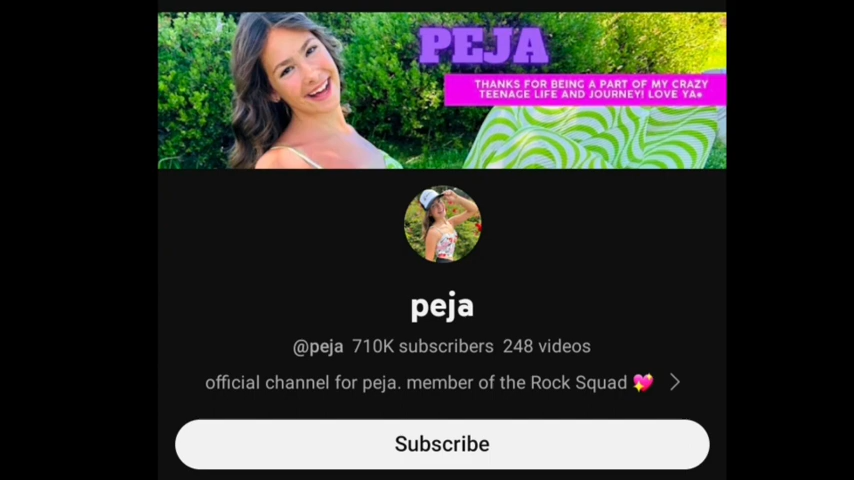 PEJA
THANKS FOR BEING A PART OF MY CRAZY
TEENAGE LIFE AND JOURNEY! LOVE YA
peja
@peja 710K subscribers 248 videos
official channel for peja. member of the Rock Squad 💖
Subscribe